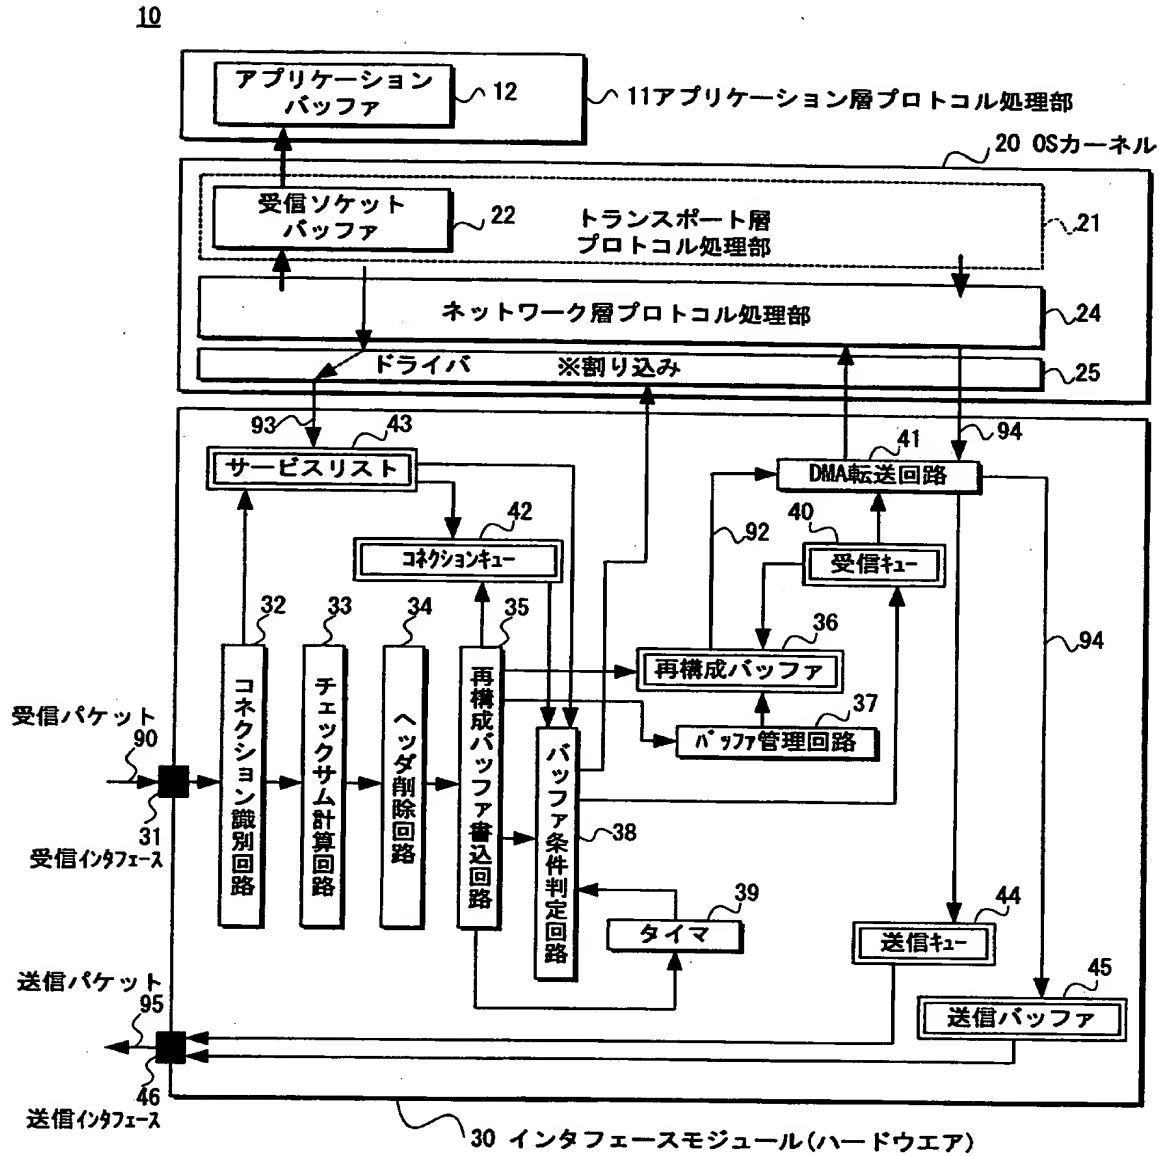 10
アプリケーション
バッファ
12
11アプリケーション層プロトコル処理部
20 OSカーネル
受信ソケット
バッファ
22
トランスポート層
プロトコル処理部
21
ネットワーク層プロトコル処理部
24
ドライバ
※割り込み
25
93
43
サービスリスト
41
94
DMA転送回路
42
コネクションキュー
92
40
受信キュー
32
33
34
35
36
再構成バッファ
94
37
バッファ管理回路
受信パケット
90
31
受信インタフェース
コネクション識別回路
チェックサム計算回路
ヘッダ削除回路
再構成バッファ書込回路
バッファ条件判定回路
38
39
タイマ
44
送信キュー
45
送信バッファ
送信パケット
95
46
送信インタフェース
30 インタフェースモジュール(ハードウエア)